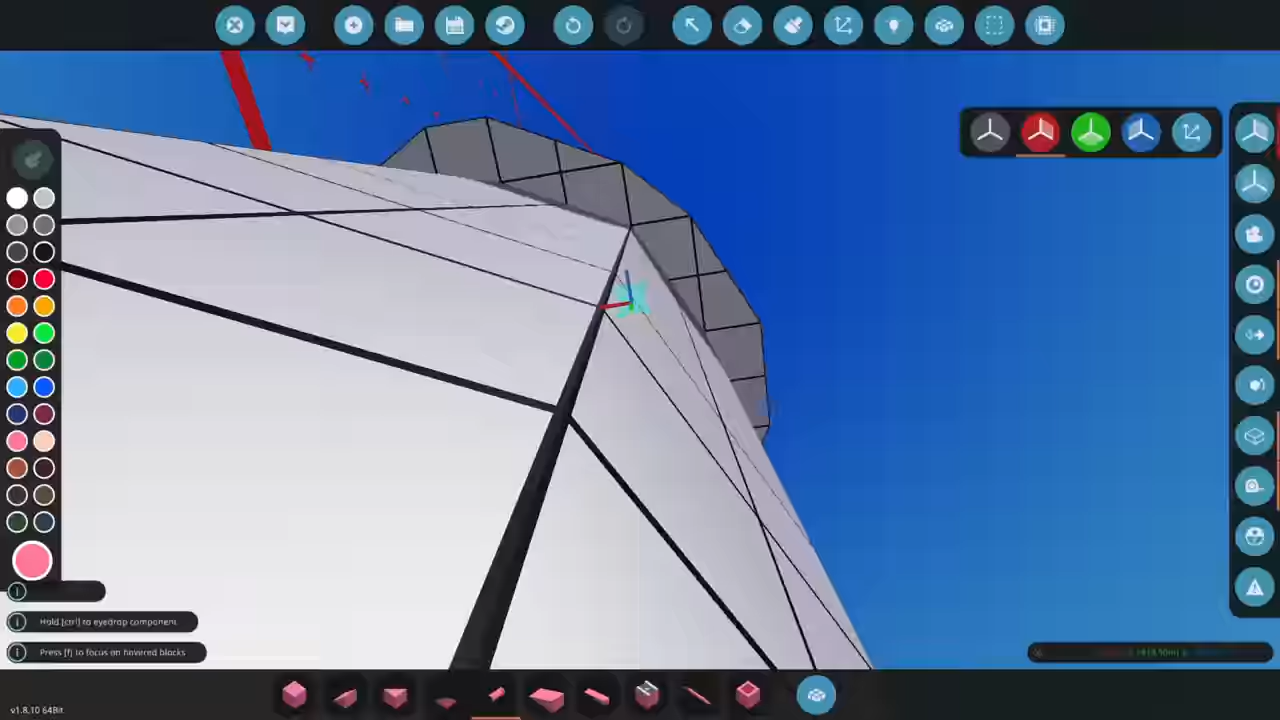 Hold [ctrl] to eyedrop component
Press [f] to focus on hovered blocks
v1.8.10 64Bit